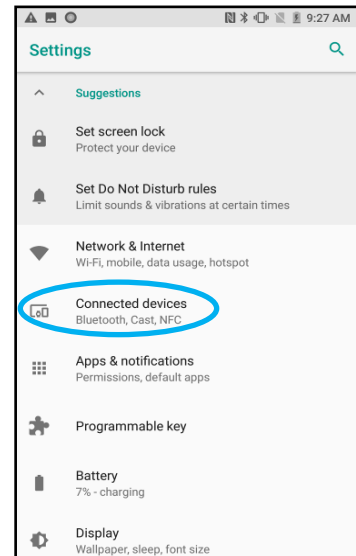 9:27 AM
Settings
Suggestions
Set screen lock
Protect your device
Set Do Not Disturb rules
Limit sounds & vibrations at certain times
Network & Internet
Wi-Fi, mobile, data usage, hotspot
Connected devices
Bluetooth, Cast, NFC
Apps & notifications
Permissions, default apps
Programmable key
Battery
7% - charging
Display
Wallpaper, sleep, font size